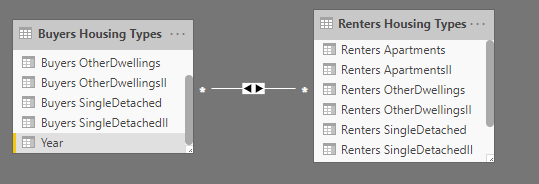 Buyers Housing Types ...
Buyers OtherDwellings
Buyers OtherDwellingsII
Buyers SingleDetached
Buyers SingleDetachedII
Year
* *
Renters Housing Types ...
Renters Apartments
Renters ApartmentsII
Renters OtherDwellings
Renters OtherDwellingsII
Renters SingleDetached
Renters SingleDetachedII